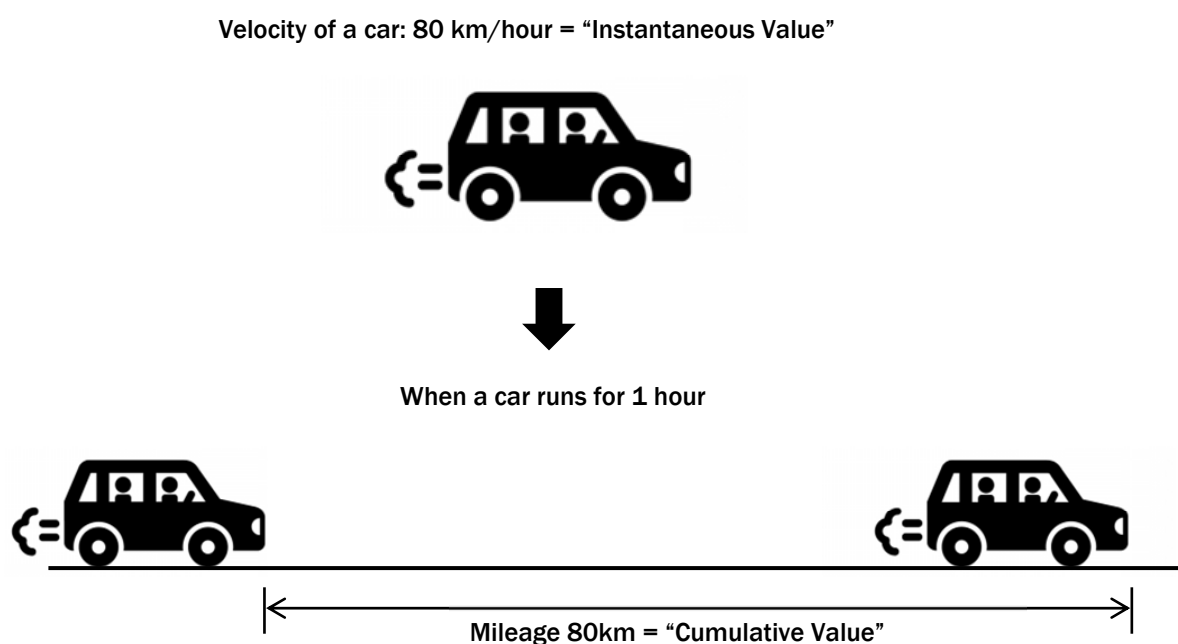 Velocity of a car: 80 km/hour = “Instantaneous Value”
When a car runs for 1 hour
Mileage 80km = “Cumulative Value”